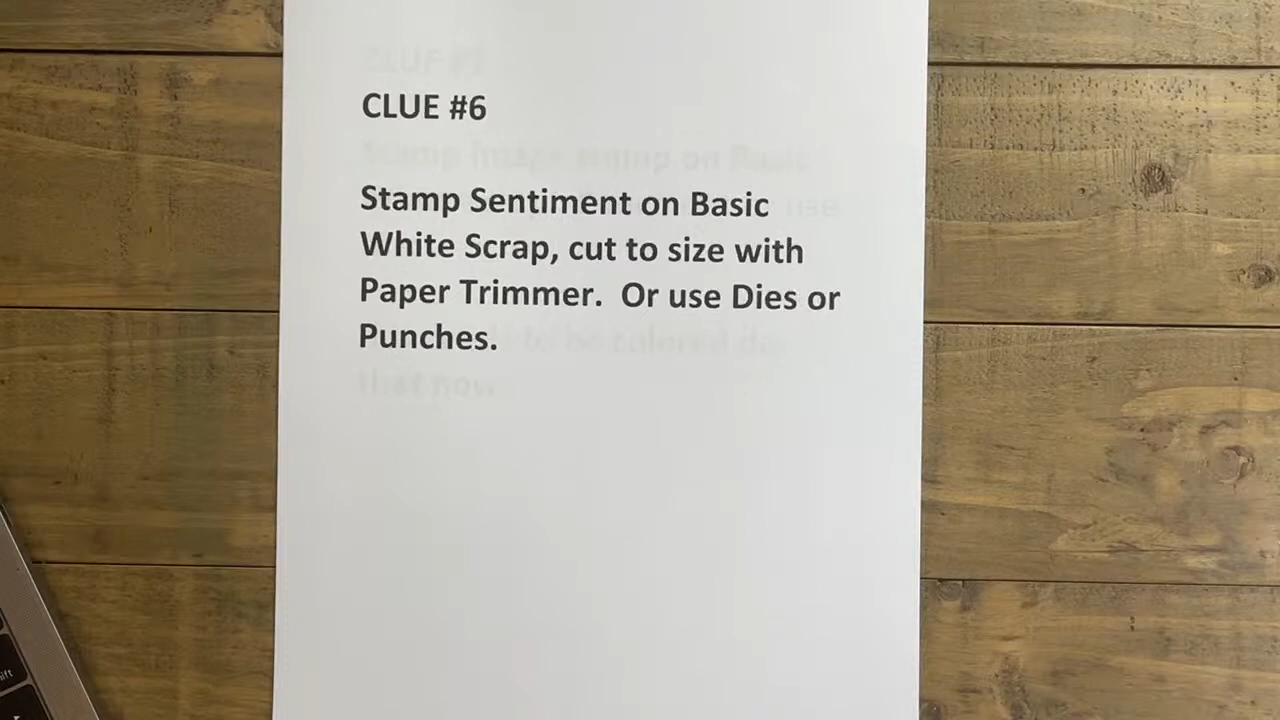 CLUE #6
Stamp Sentiment on Basic
White Scrap, cut to size with
Paper Trimmer.  Or use Dies or
Punches.